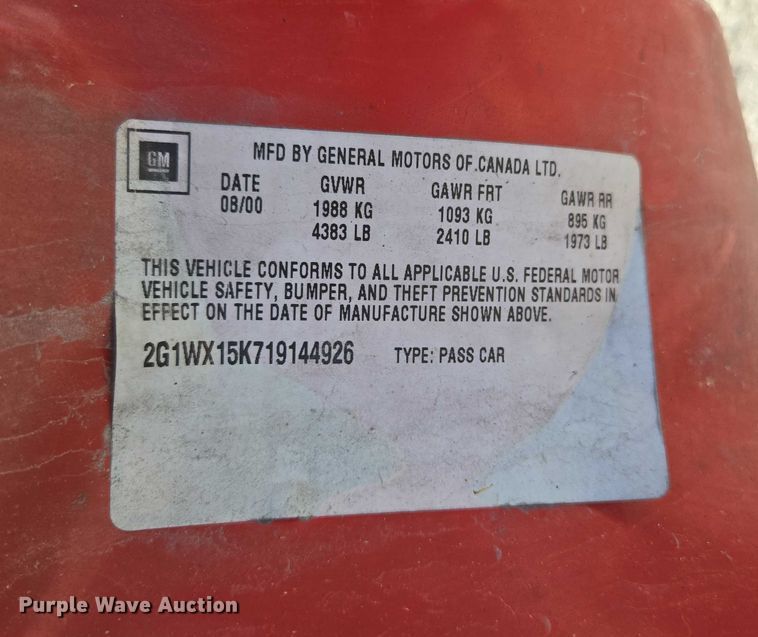 GM
MFD BY GENERAL MOTORS OF CANADA LTD.
DATE GVWR GAWR FRT GAWR RR
08/00 1988 KG 1093 KG 895 KG
4383 LB 2410 LB 1973 LB
THIS VEHICLE CONFORMS TO ALL APPLICABLE U.S. FEDERAL MOTOR
VEHICLE SAFETY, BUMPER, AND THEFT PREVENTION STANDARDS IN
EFFECT ON THE DATE OF MANUFACTURE SHOWN ABOVE.
2G1WX15K719144926 TYPE: PASS CAR
Purple Wave Auction